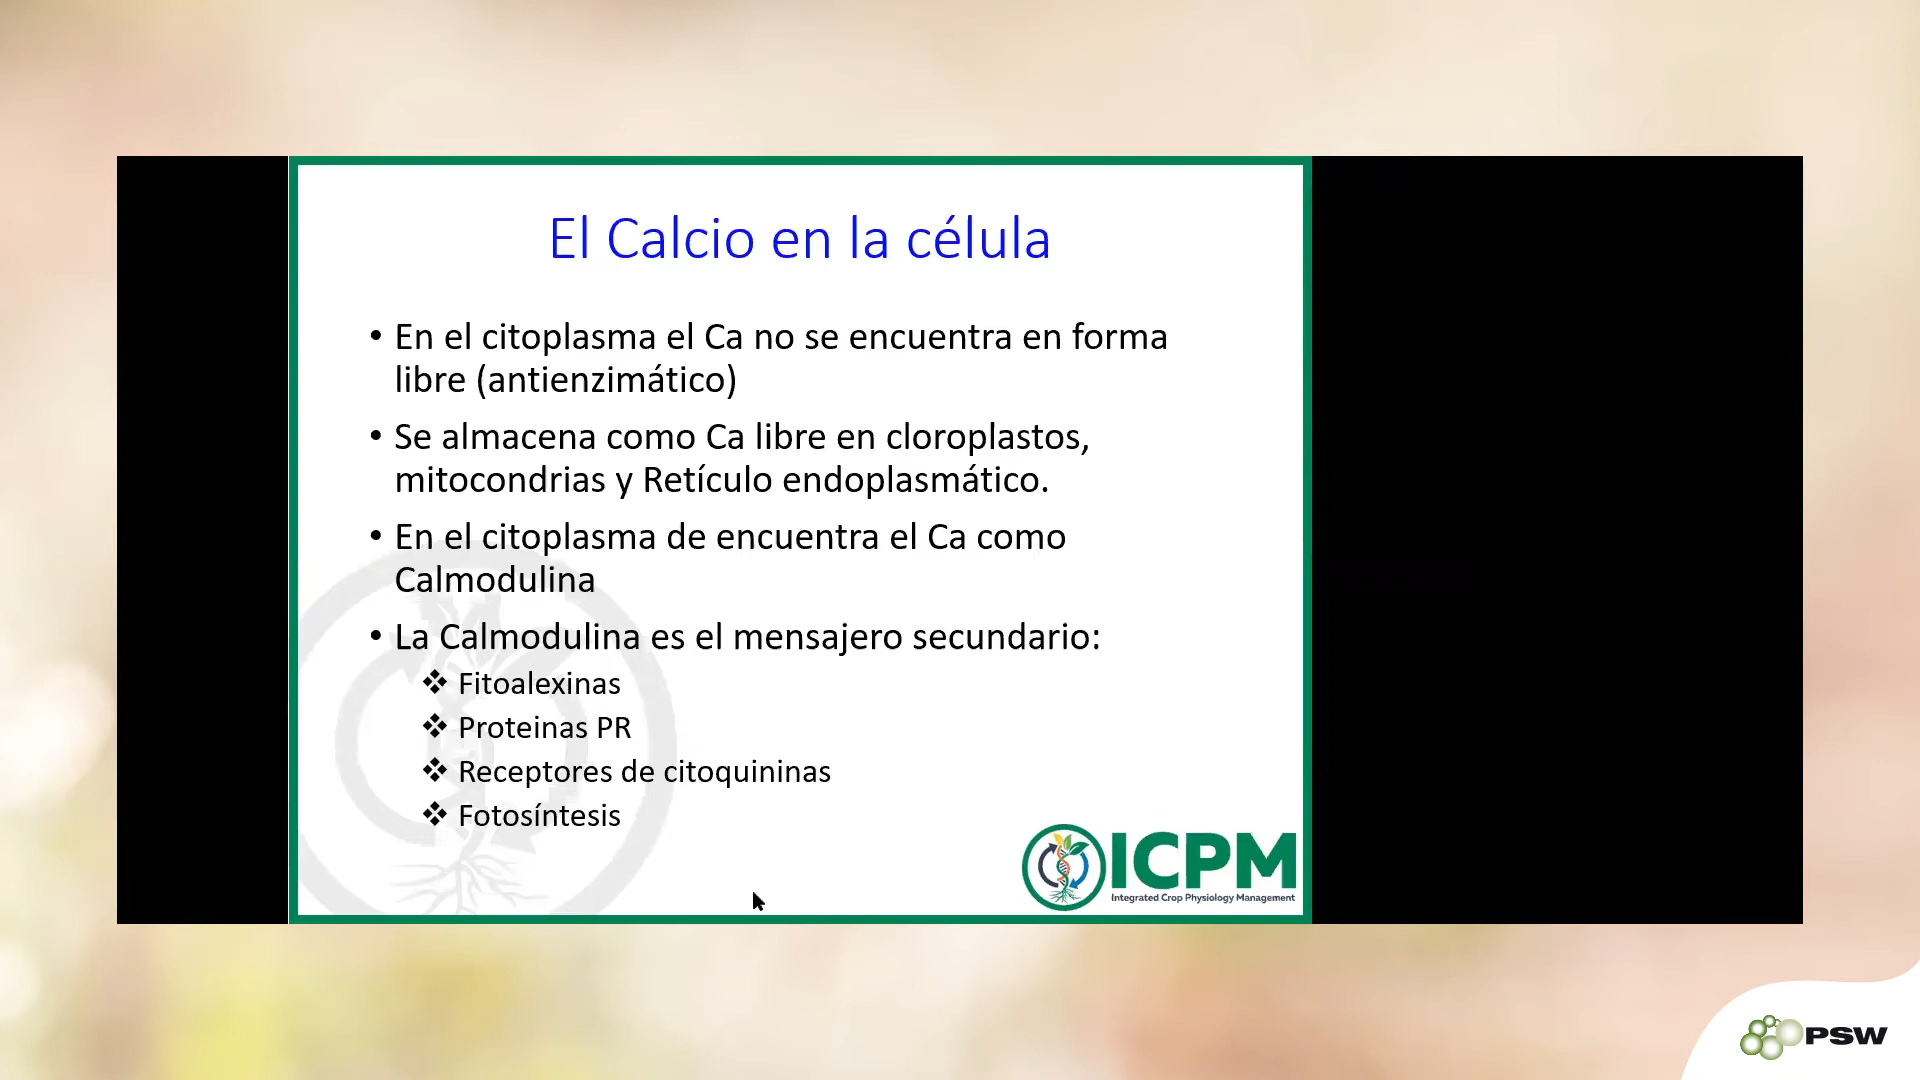 El Calcio en la célula
• En el citoplasma el Ca no se encuentra en forma
libre (antienzimático)
• Se almacena como Ca libre en cloroplastos,
mitocondrias y Retículo endoplasmático.
• En el citoplasma de encuentra el Ca como
Calmodulina
• La Calmodulina es el mensajero secundario:
❖ Fitoalexinas
❖ Proteinas PR
❖ Receptores de citoquininas
❖ Fotosíntesis
ICPM
Integrated Crop Physiology Management
PSW